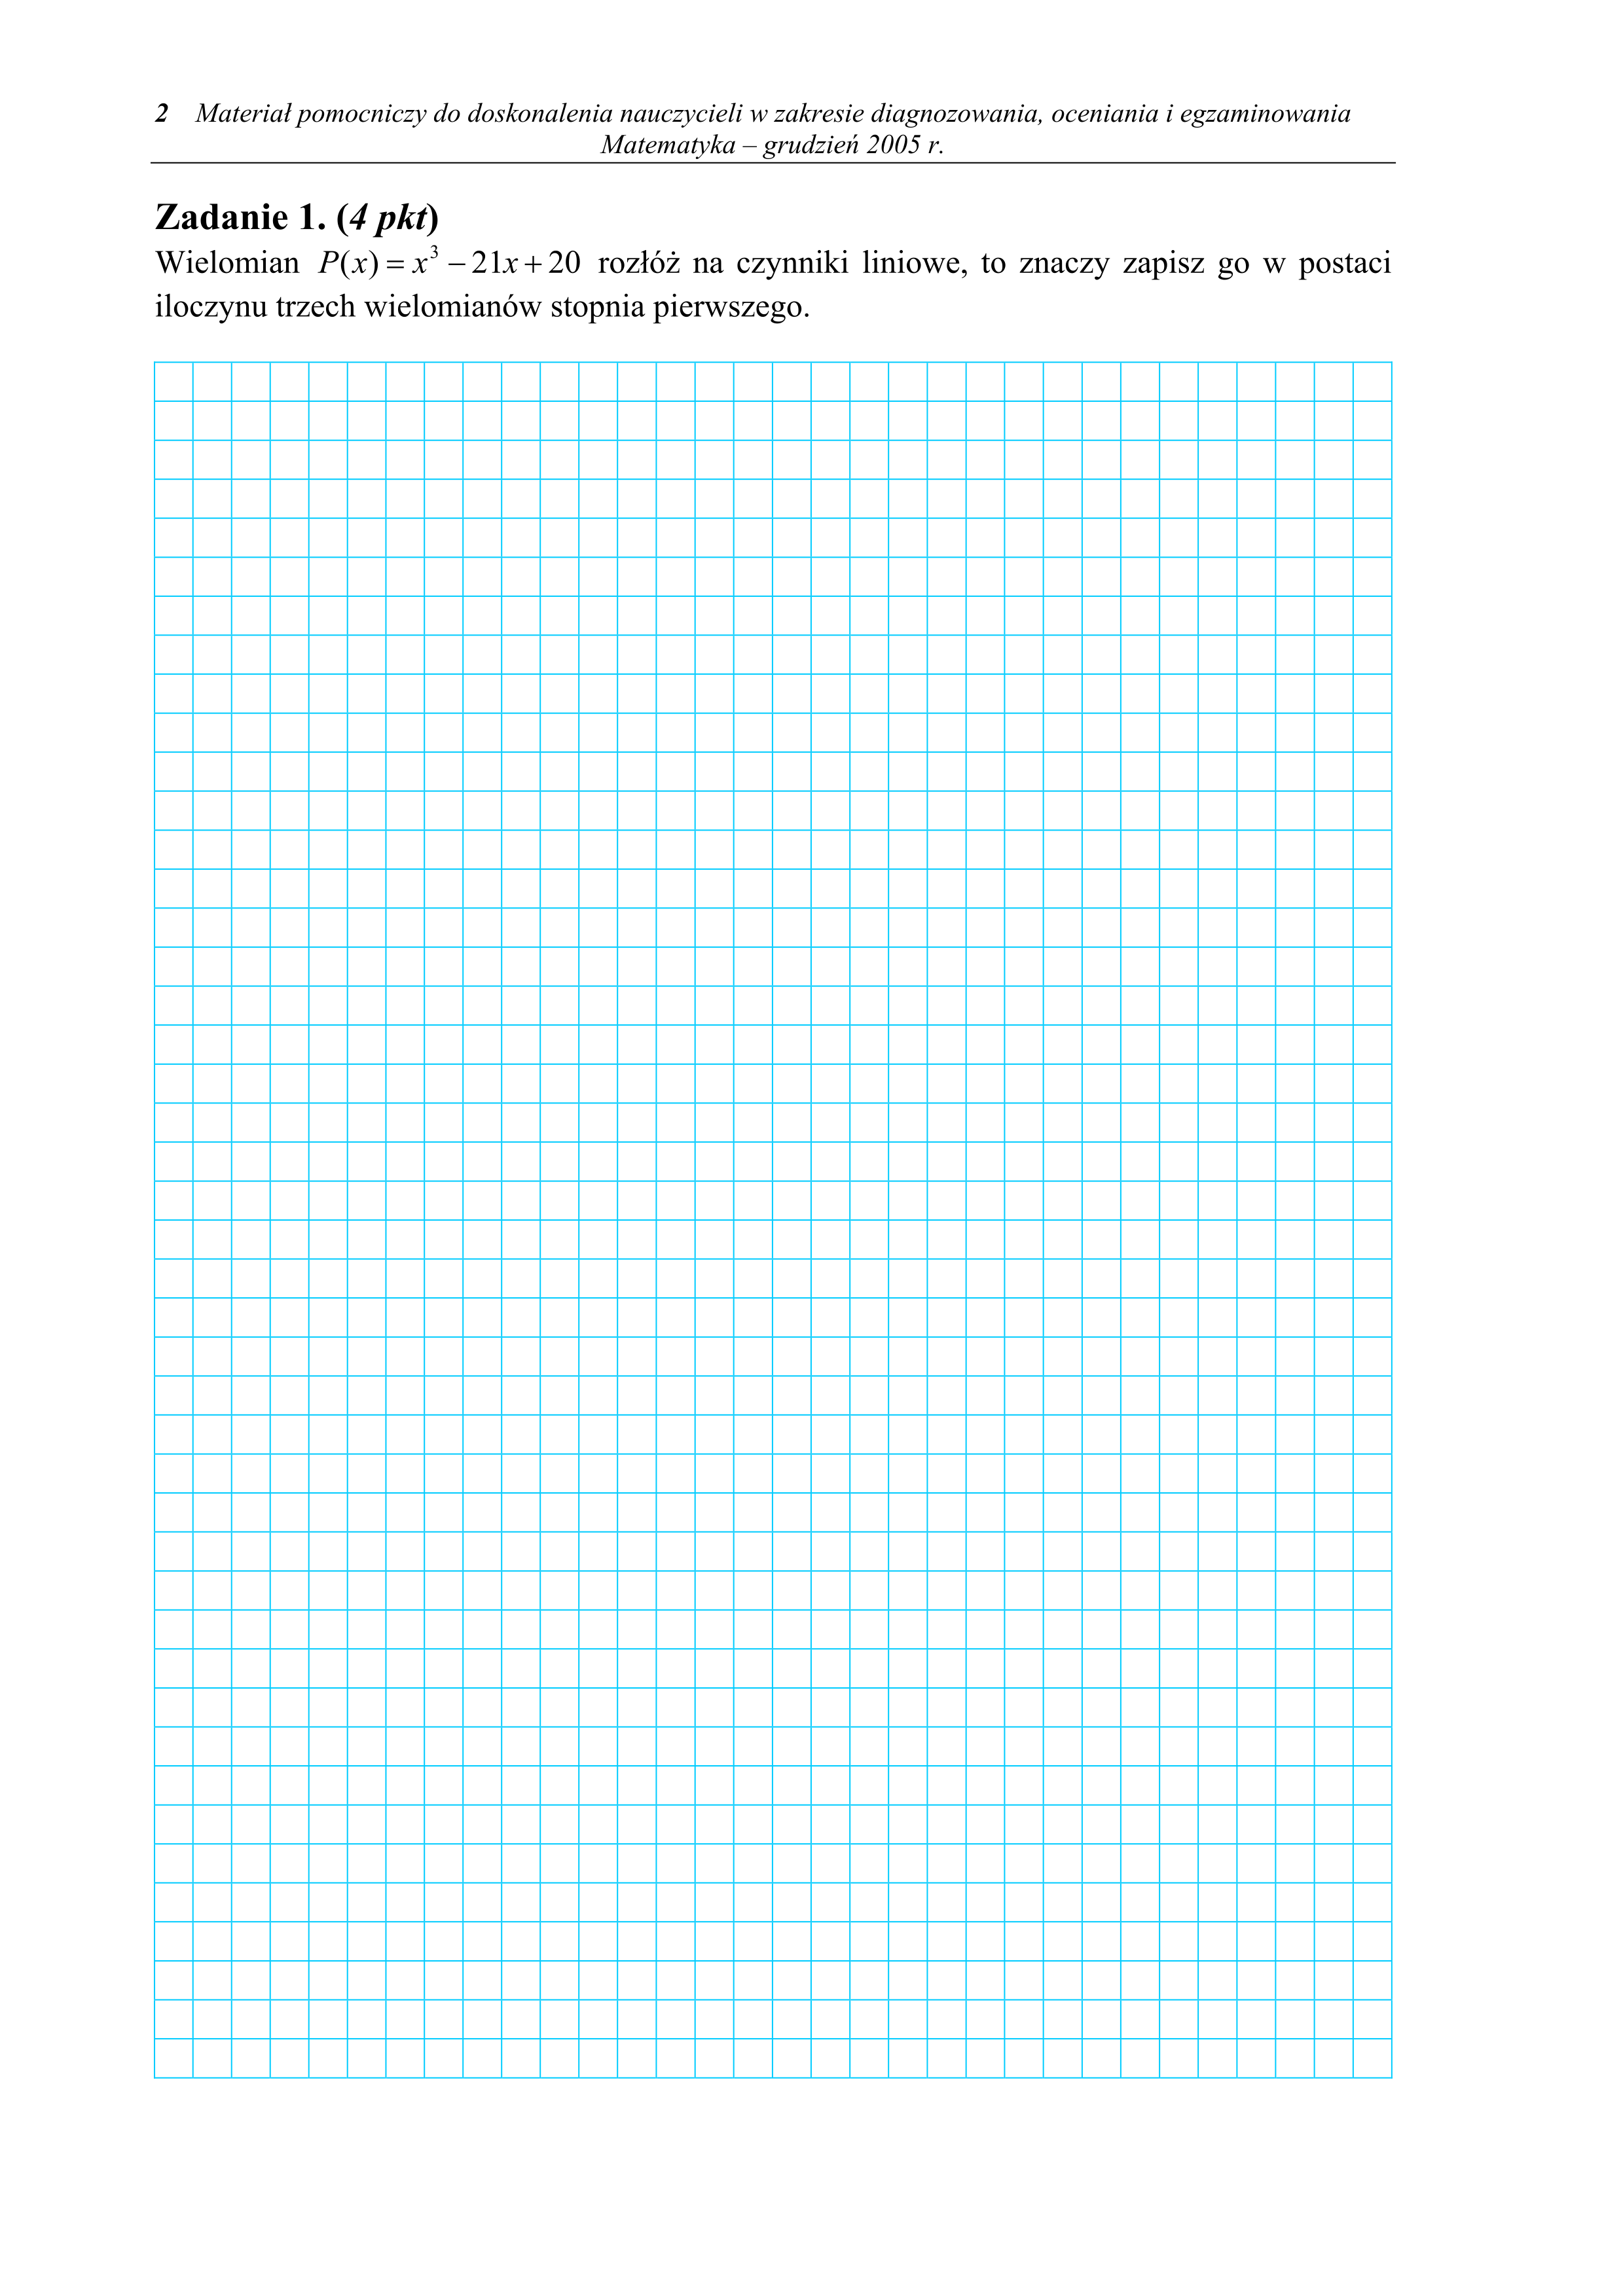 2 Materiał pomocniczy do doskonalenia nauczycieli w zakresie diagnozowania, oceniania i egzaminowania
Matematyka – grudzień 2005 r.
Zadanie 1. (4 pkt)
Wielomian P(x) = x³ − 21x + 20 rozłóż na czynniki liniowe, to znaczy zapisz go w postaci
iloczynu trzech wielomianów stopnia pierwszego.